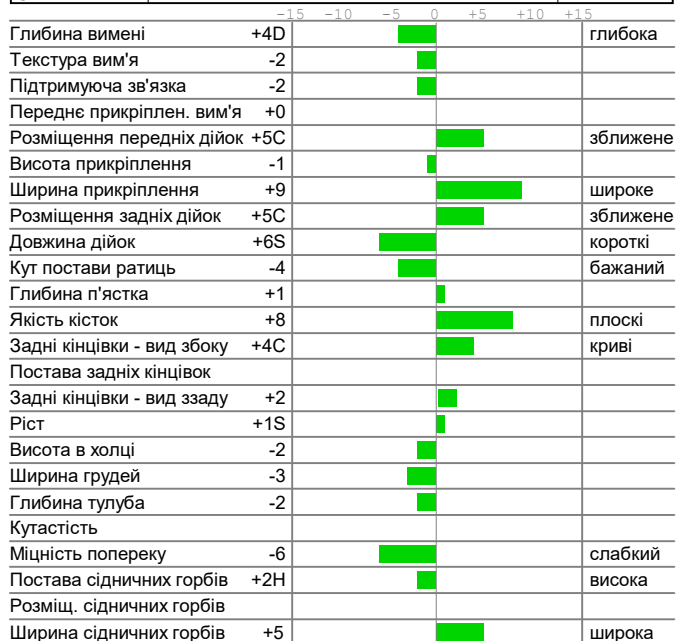 -15 -10 -5 0 +5 +10 +15
Глибина вимені +4D глибока
Текстура вим'я -2
Підтримуюча зв'язка -2
Переднє прикріплен. вим'я +0
Розміщення передніх дійок +5C зближене
Висота прикріплення -1
Ширина прикріплення +9 широке
Розміщення задніх дійок +5C зближене
Довжина дійок +6S короткі
Кут постави ратиць -4 бажаний
Глибина п'ястка +1
Якість кісток +8 плоскі
Задні кінцівки - вид збоку +4C криві
Постава задніх кінцівок
Задні кінцівки - вид ззаду +2
Ріст +1S
Висота в холці -2
Ширина грудей -3
Глибина тулуба -2
Кутастість
Міцність попереку -6 слабкий
Постава сідничних горбів +2H висока
Розміщ. сідничних горбів
Ширина сідничних горбів +5 широка